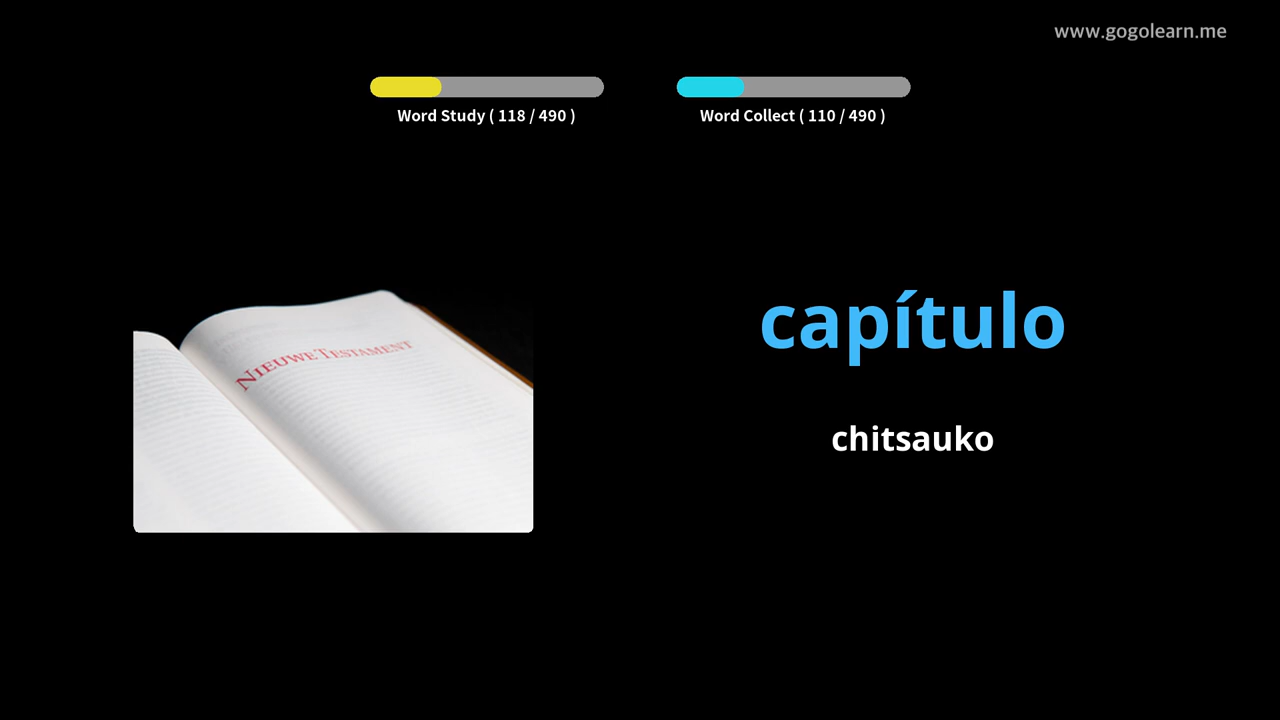 www.gogolearn.me
Word Study ( 118 / 490 )
Word Collect ( 110 / 490 )
NIEUWE TESTAMENT
capítulo
chitsauko